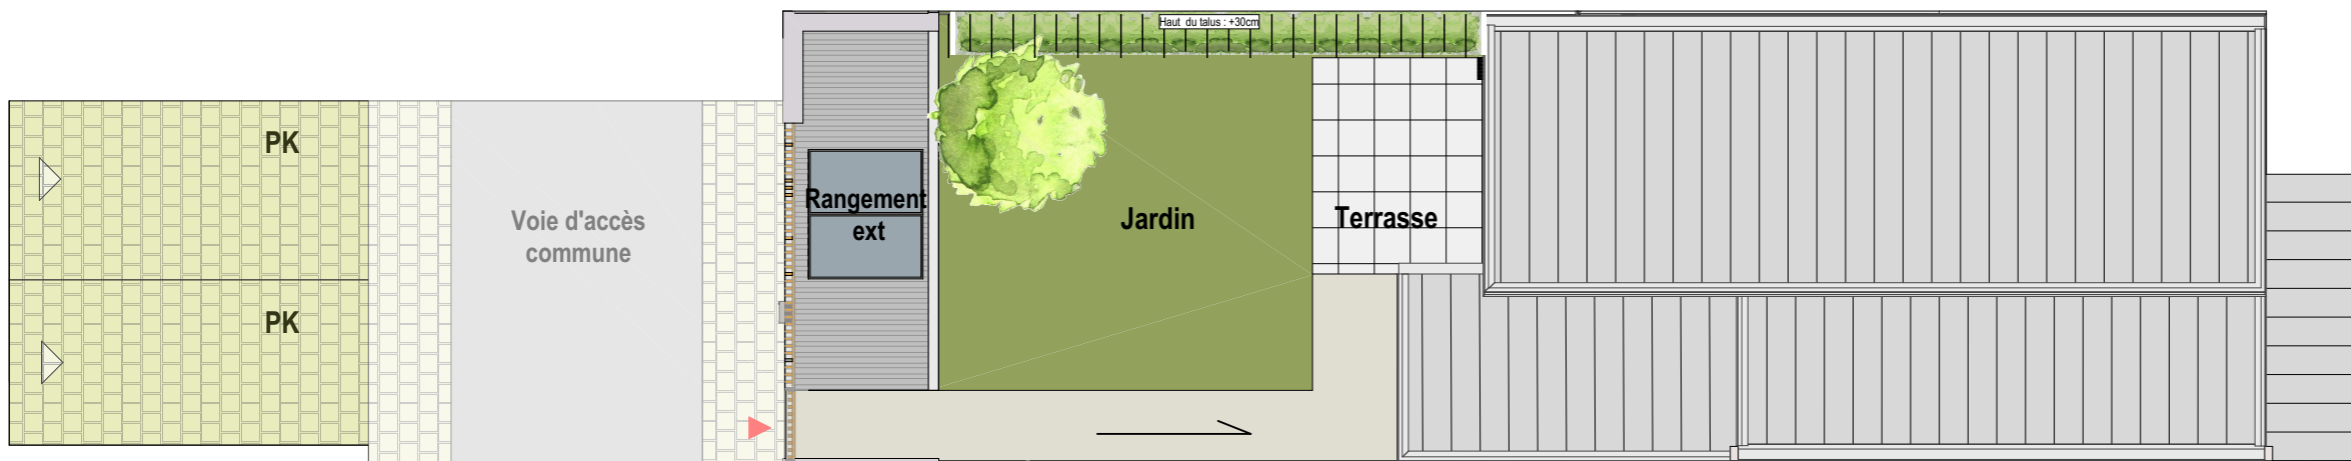 Haut du talus : +30cm
PK
Rangement
ext
Voie d'accès
commune
Jardin
Terrasse
PK